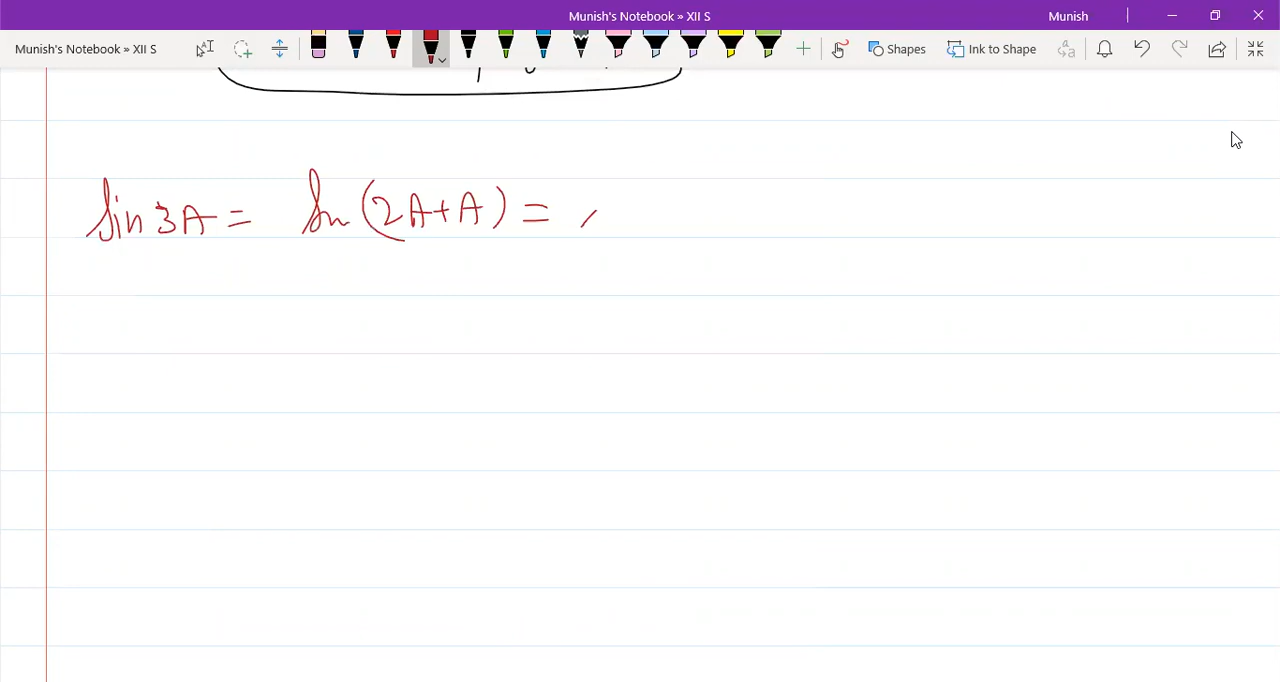 Munish's Notebook » XII S
Munish
Munish's Notebook » XII S
Shapes
Ink to Shape
sin 3A = sin (2A+A) =